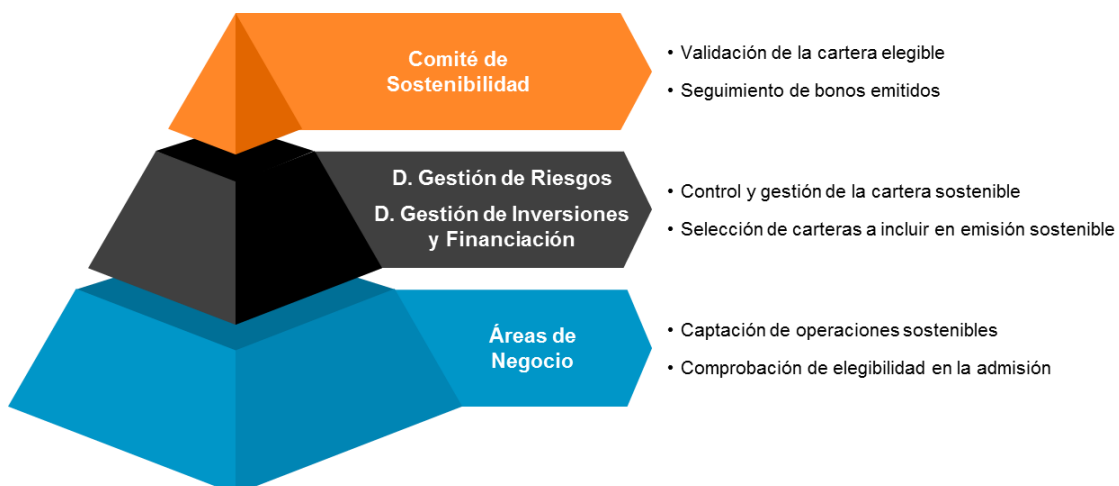 Comité de
Sostenibilidad
• Validación de la cartera elegible
• Seguimiento de bonos emitidos
D. Gestión de Riesgos
D. Gestión de Inversiones
y Financiación
• Control y gestión de la cartera sostenible
• Selección de carteras a incluir en emisión sostenible
Áreas de
Negocio
• Captación de operaciones sostenibles
• Comprobación de elegibilidad en la admisión